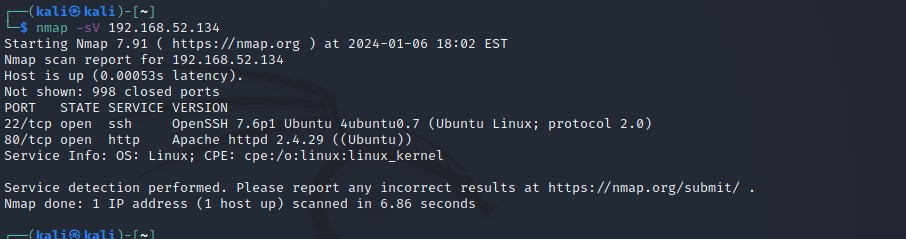 ┌──(kali㉿kali)-[~]
└─$ nmap -sV 192.168.52.134
Starting Nmap 7.91 ( https://nmap.org ) at 2024-01-06 18:02 EST
Nmap scan report for 192.168.52.134
Host is up (0.00053s latency).
Not shown: 998 closed ports
PORT   STATE SERVICE VERSION
22/tcp open  ssh     OpenSSH 7.6p1 Ubuntu 4ubuntu0.7 (Ubuntu Linux; protocol 2.0)
80/tcp open  http    Apache httpd 2.4.29 ((Ubuntu))
Service Info: OS: Linux; CPE: cpe:/o:linux:linux_kernel

Service detection performed. Please report any incorrect results at https://nmap.org/submit/ .
Nmap done: 1 IP address (1 host up) scanned in 6.86 seconds

┌──(kali㉿kali)-[~]